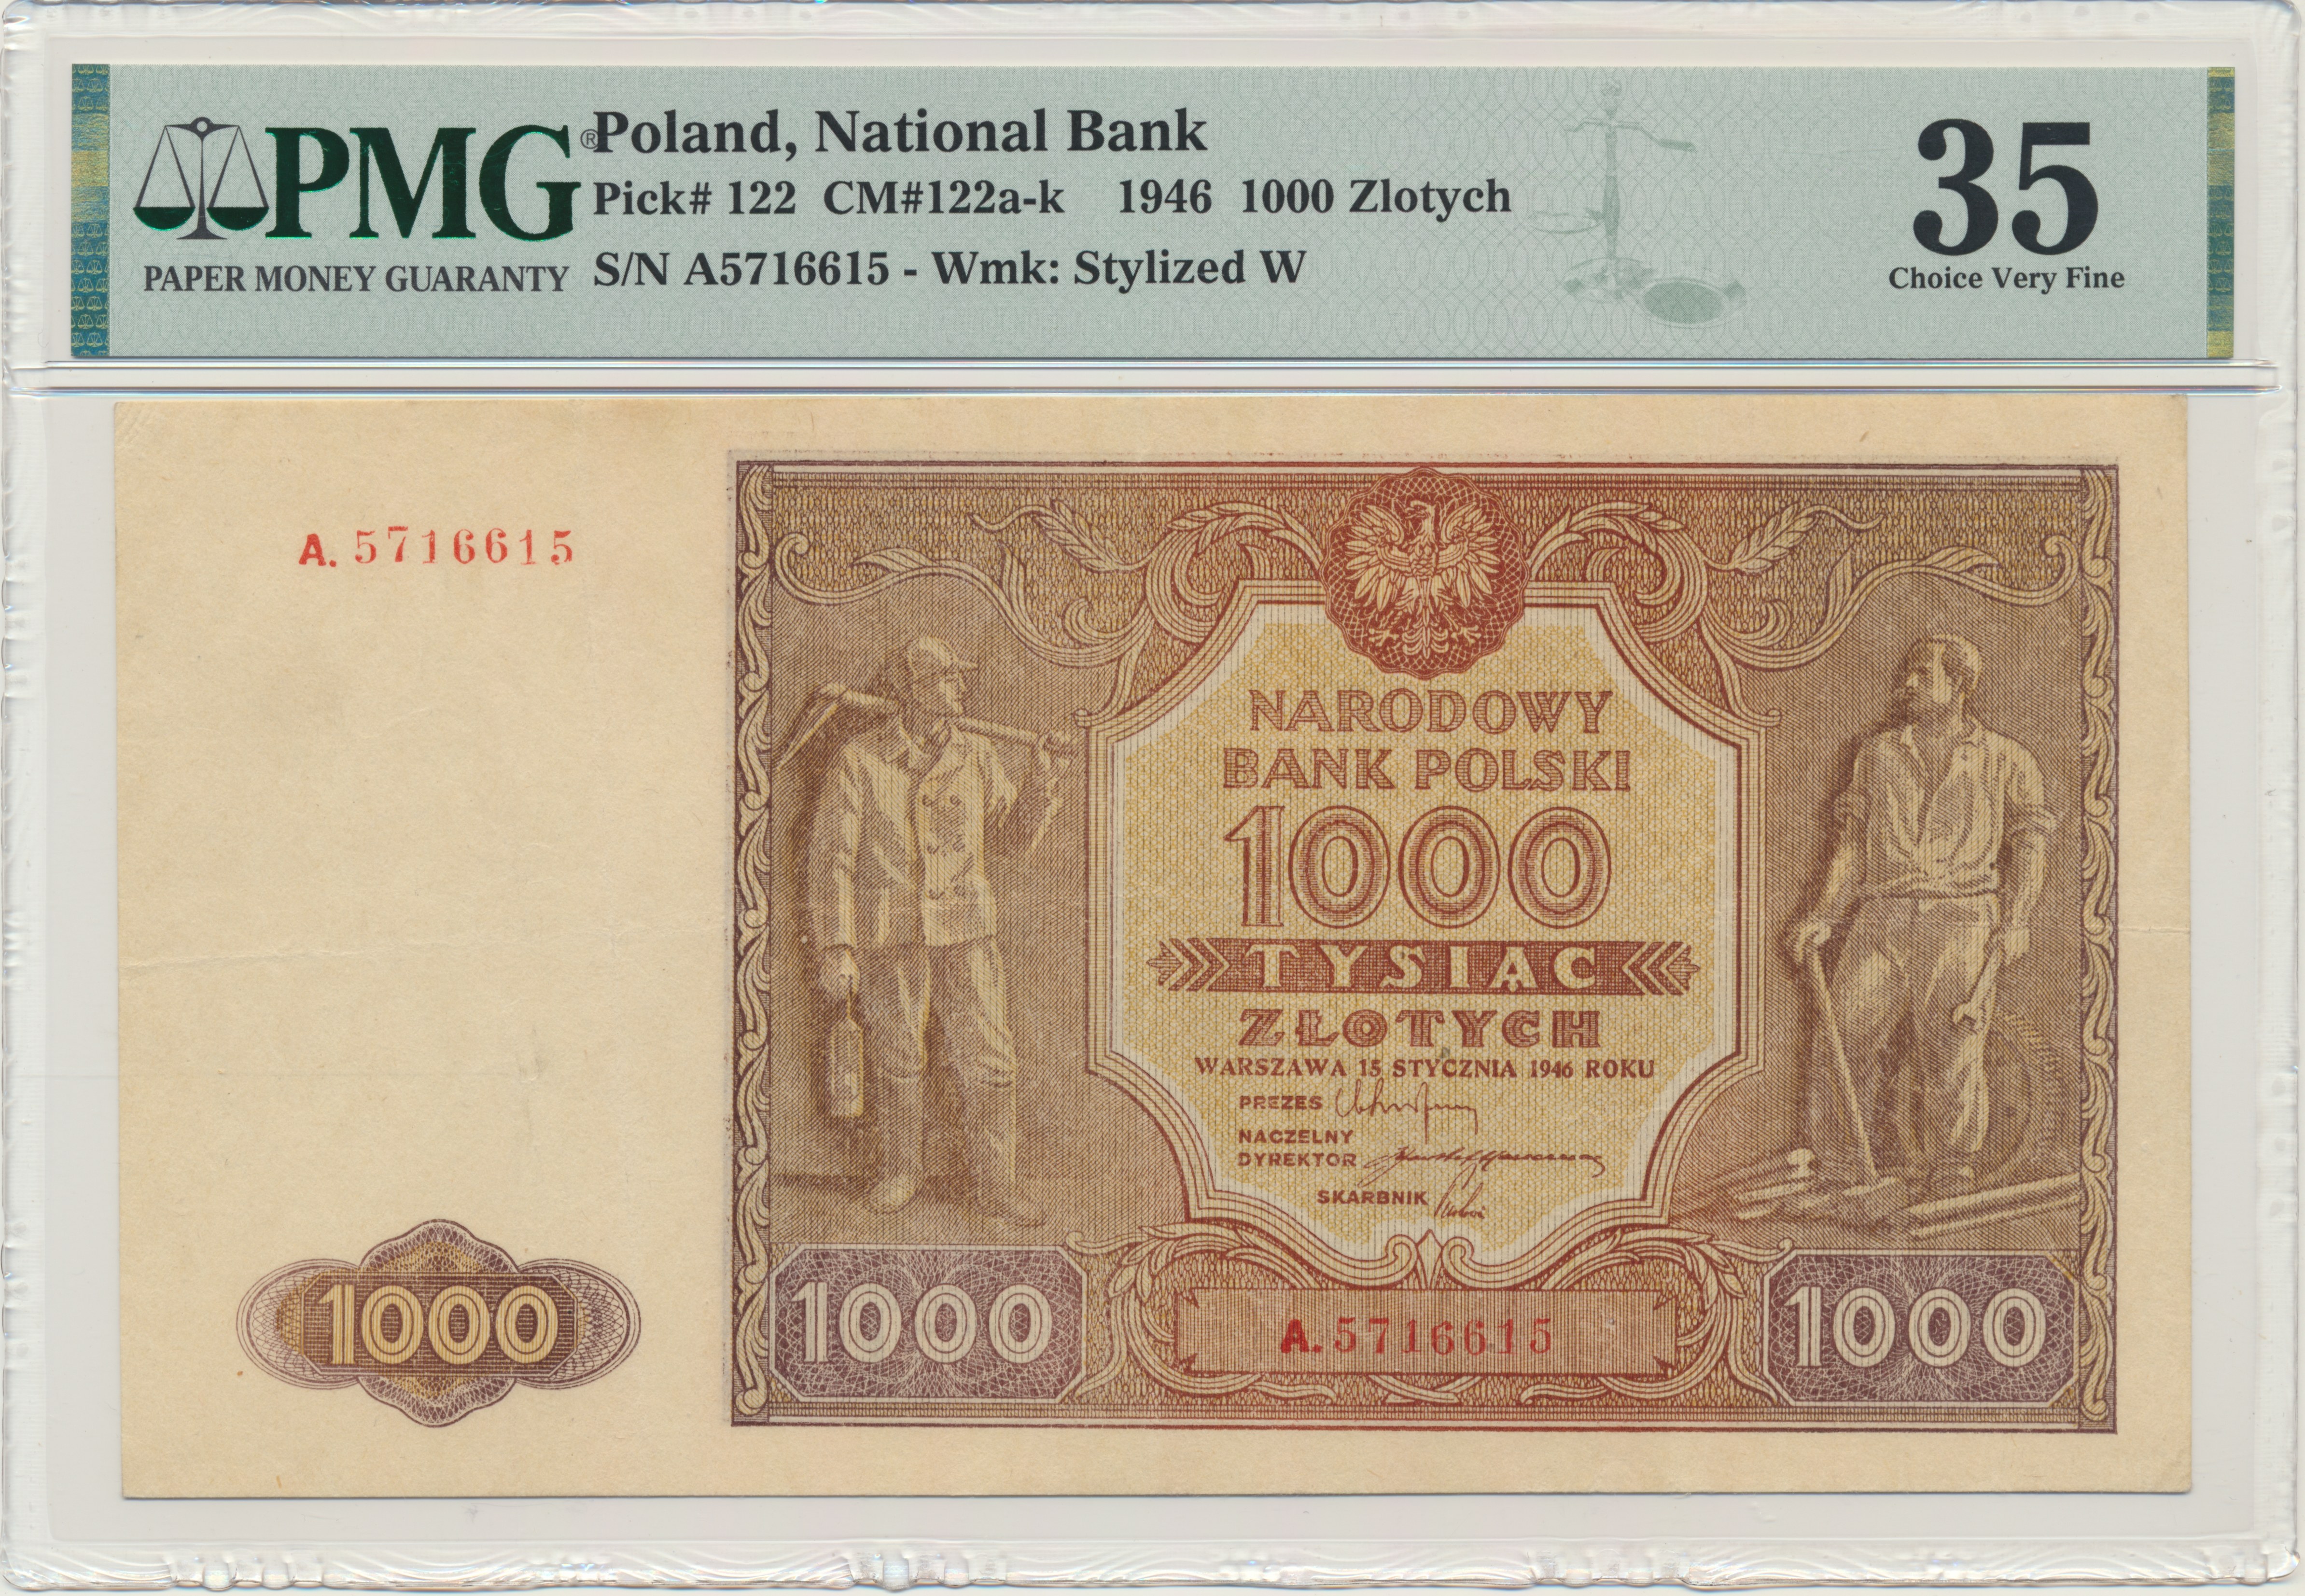 PMG®
PAPER MONEY GUARANTY
Poland, National Bank
Pick# 122 CM#122a-k 1946 1000 Zlotych
S/N A5716615 - Wmk: Stylized W
35
Choice Very Fine
A. 5716615
NARODOWY
BANK POLSKI
1000
TYSIĄC
ZŁOTYCH
WARSZAWA 15 STYCZNIA 1946 ROKU
PREZES
NACZELNY
DYREKTOR
SKARBNIK
1000
1000
A. 5716615
1000